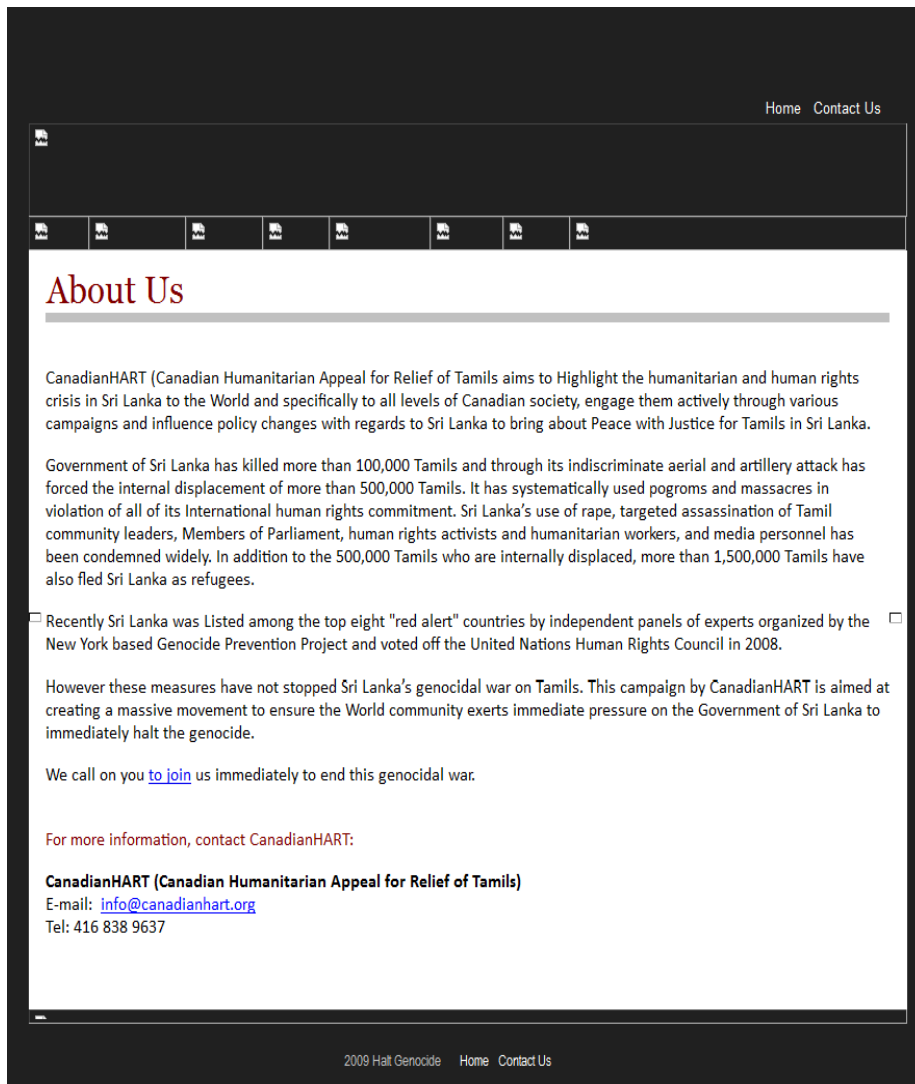 Home Contact Us
About Us
CanadianHART (Canadian Humanitarian Appeal for Relief of Tamils aims to Highlight the humanitarian and human rights
crisis in Sri Lanka to the World and specifically to all levels of Canadian society, engage them actively through various
campaigns and influence policy changes with regards to Sri Lanka to bring about Peace with Justice for Tamils in Sri Lanka.
Government of Sri Lanka has killed more than 100,000 Tamils and through its indiscriminate aerial and artillery attack has
forced the internal displacement of more than 500,000 Tamils. It has systematically used pogroms and massacres in
violation of all of its International human rights commitment. Sri Lanka’s use of rape, targeted assassination of Tamil
community leaders, Members of Parliament, human rights activists and humanitarian workers, and media personnel has
been condemned widely. In addition to the 500,000 Tamils who are internally displaced, more than 1,500,000 Tamils have
also fled Sri Lanka as refugees.
Recently Sri Lanka was Listed among the top eight "red alert" countries by independent panels of experts organized by the
New York based Genocide Prevention Project and voted off the United Nations Human Rights Council in 2008.
However these measures have not stopped Sri Lanka’s genocidal war on Tamils. This campaign by CanadianHART is aimed at
creating a massive movement to ensure the World community exerts immediate pressure on the Government of Sri Lanka to
immediately halt the genocide.
We call on you to join us immediately to end this genocidal war.
For more information, contact CanadianHART:
CanadianHART (Canadian Humanitarian Appeal for Relief of Tamils)
E-mail: info@canadianhart.org
Tel: 416 838 9637
2009 Halt Genocide Home Contact Us